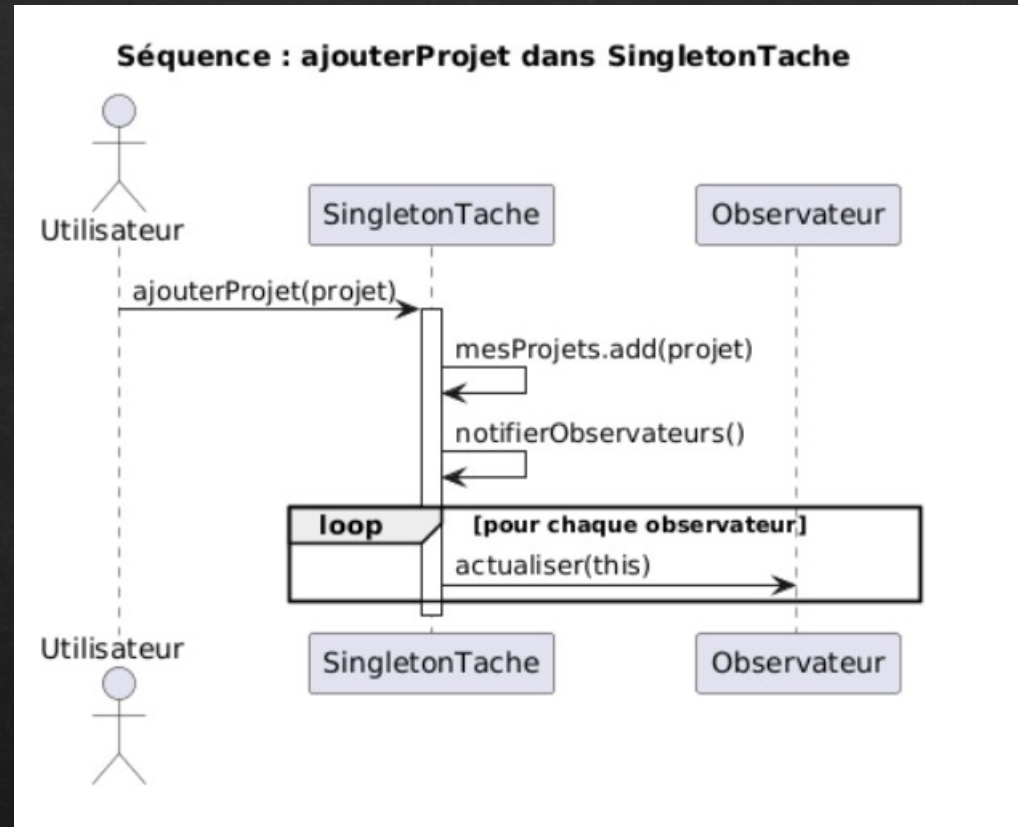 Séquence : ajouterProjet dans SingletonTache
Utilisateur
SingletonTache
Observateur
ajouterProjet(projet)
mesProjets.add(projet)
notifierObservateurs()
loop
[pour chaque observateur]
actualiser(this)
Utilisateur
SingletonTache
Observateur